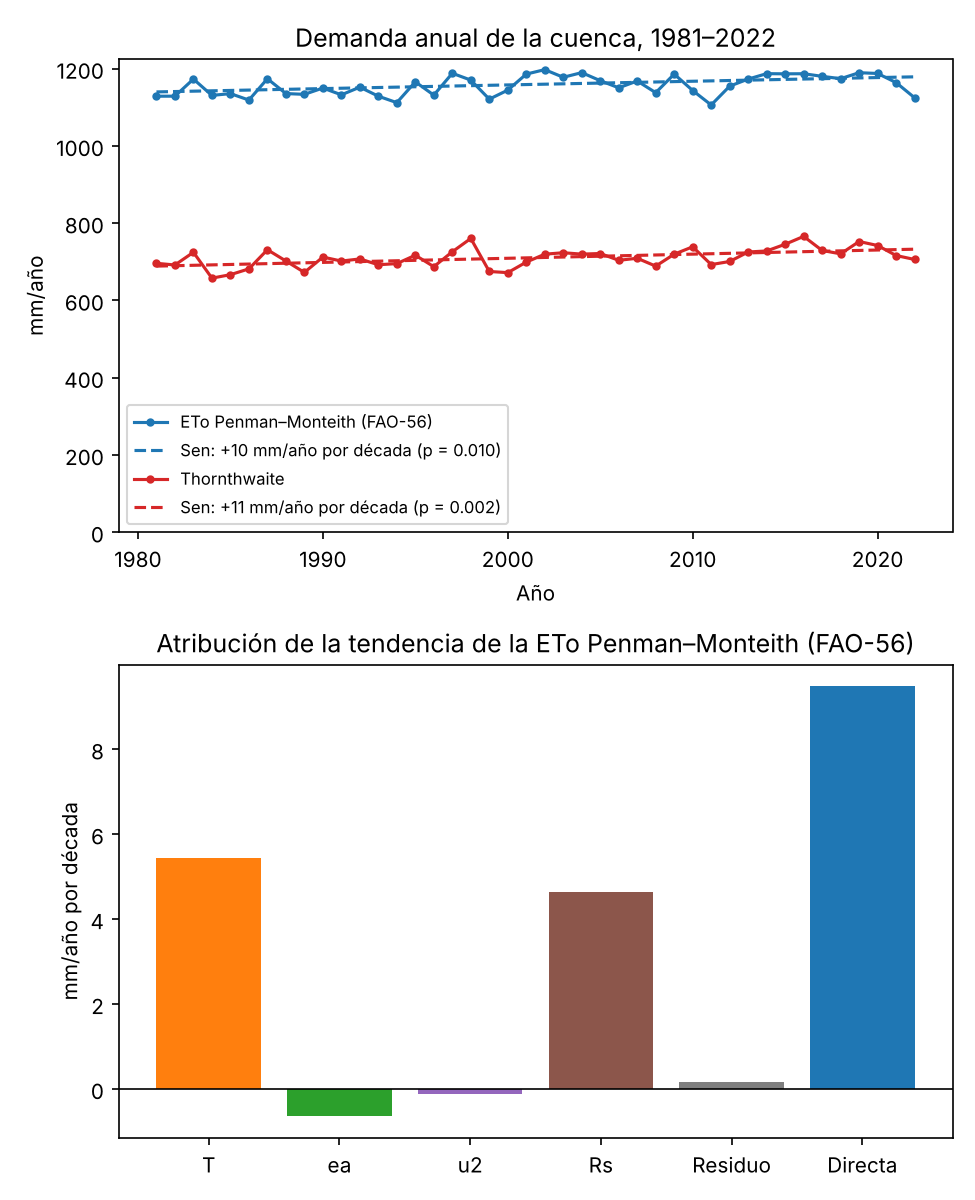 Demanda anual de la cuenca, 1981–2022
1200
1000
800
600
400
200
0
mm/año
ETo Penman–Monteith (FAO-56)
Sen: +10 mm/año por década (p = 0.010)
Thornthwaite
Sen: +11 mm/año por década (p = 0.002)
1980 1990 2000 2010 2020
Año
Atribución de la tendencia de la ETo Penman–Monteith (FAO-56)
8
6
4
2
0
mm/año por década
T ea u2 Rs Residuo Directa